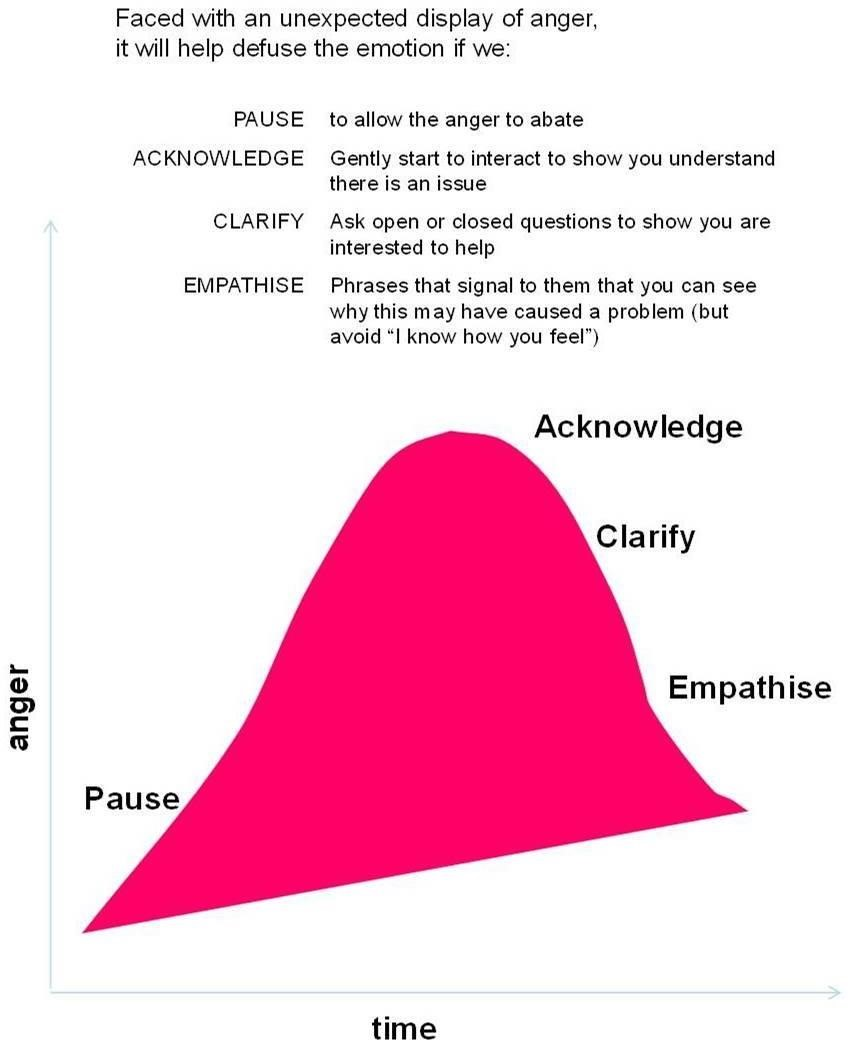 Faced with an unexpected display of anger,
it will help defuse the emotion if we:
PAUSE to allow the anger to abate
ACKNOWLEDGE Gently start to interact to show you understand
there is an issue
CLARIFY Ask open or closed questions to show you are
interested to help
EMPATHISE Phrases that signal to them that you can see
why this may have caused a problem (but
avoid “I know how you feel”)
Acknowledge
Clarify
Empathise
anger
Pause
time